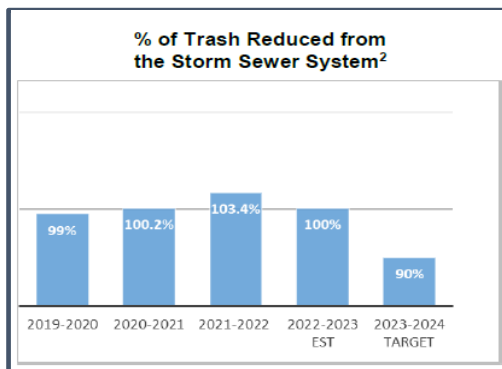 % of Trash Reduced from
the Storm Sewer System²
99%
100.2%
103.4%
100%
90%
2019-2020
2020-2021
2021-2022
2022-2023
EST
2023-2024
TARGET